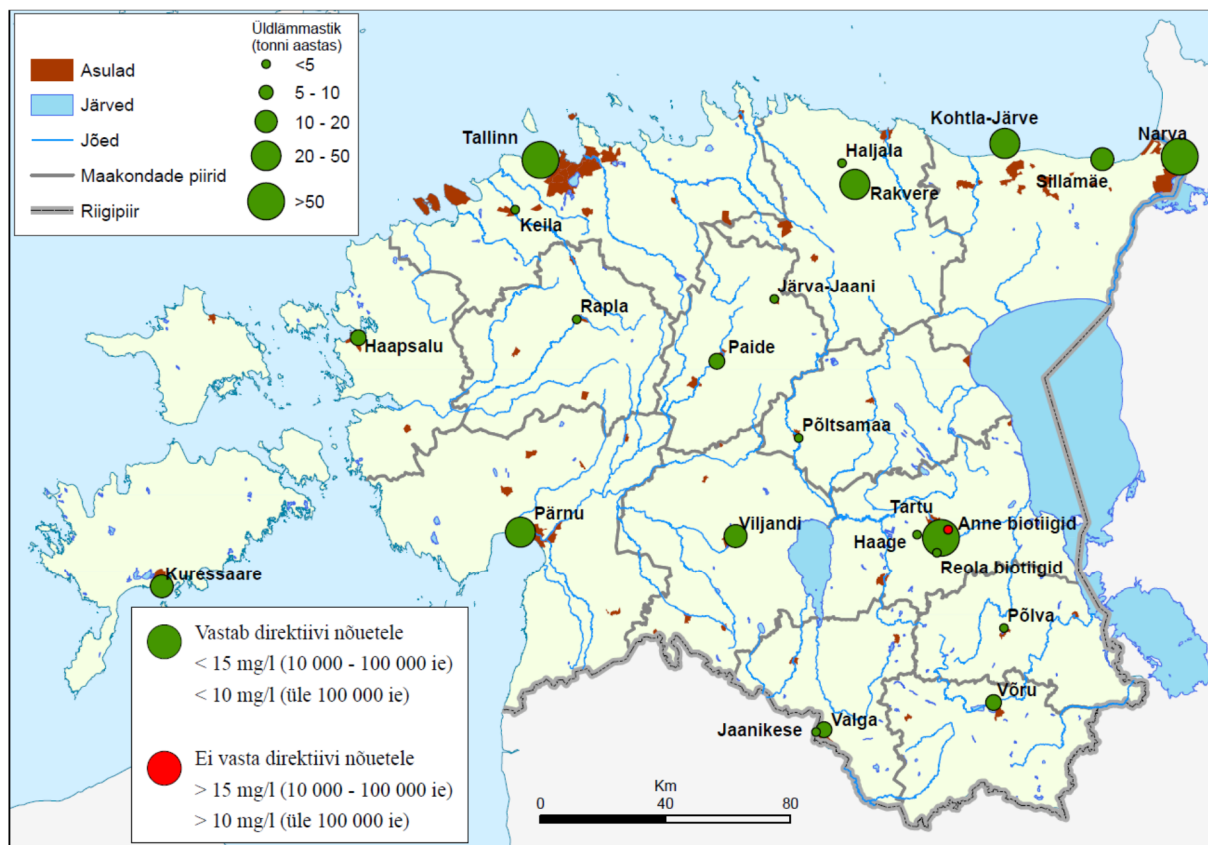 Üldlämmastik
(tonni aastas)
Asulad
Järved
Jõed
Maakondade piirid
Riigipiir
<5
5 - 10
10 - 20
20 - 50
>50
Tallinn
Keila
Haljala
Rakvere
Kohtla-Järve
Sillamäe
Narva
Järva-Jaani
Rapla
Haapsalu
Paide
Põltsamaa
Pärnu
Viljandi
Tartu
Anne biotiigid
Haage
Reola biotiigid
Kuressaare
Põlva
Võru
Jaanikese
Valga
Vastab direktiivi nõuetele
< 15 mg/l (10 000 - 100 000 ie)
< 10 mg/l (üle 100 000 ie)
Ei vasta direktiivi nõuetele
> 15 mg/l (10 000 - 100 000 ie)
> 10 mg/l (üle 100 000 ie)
Km
0 40 80